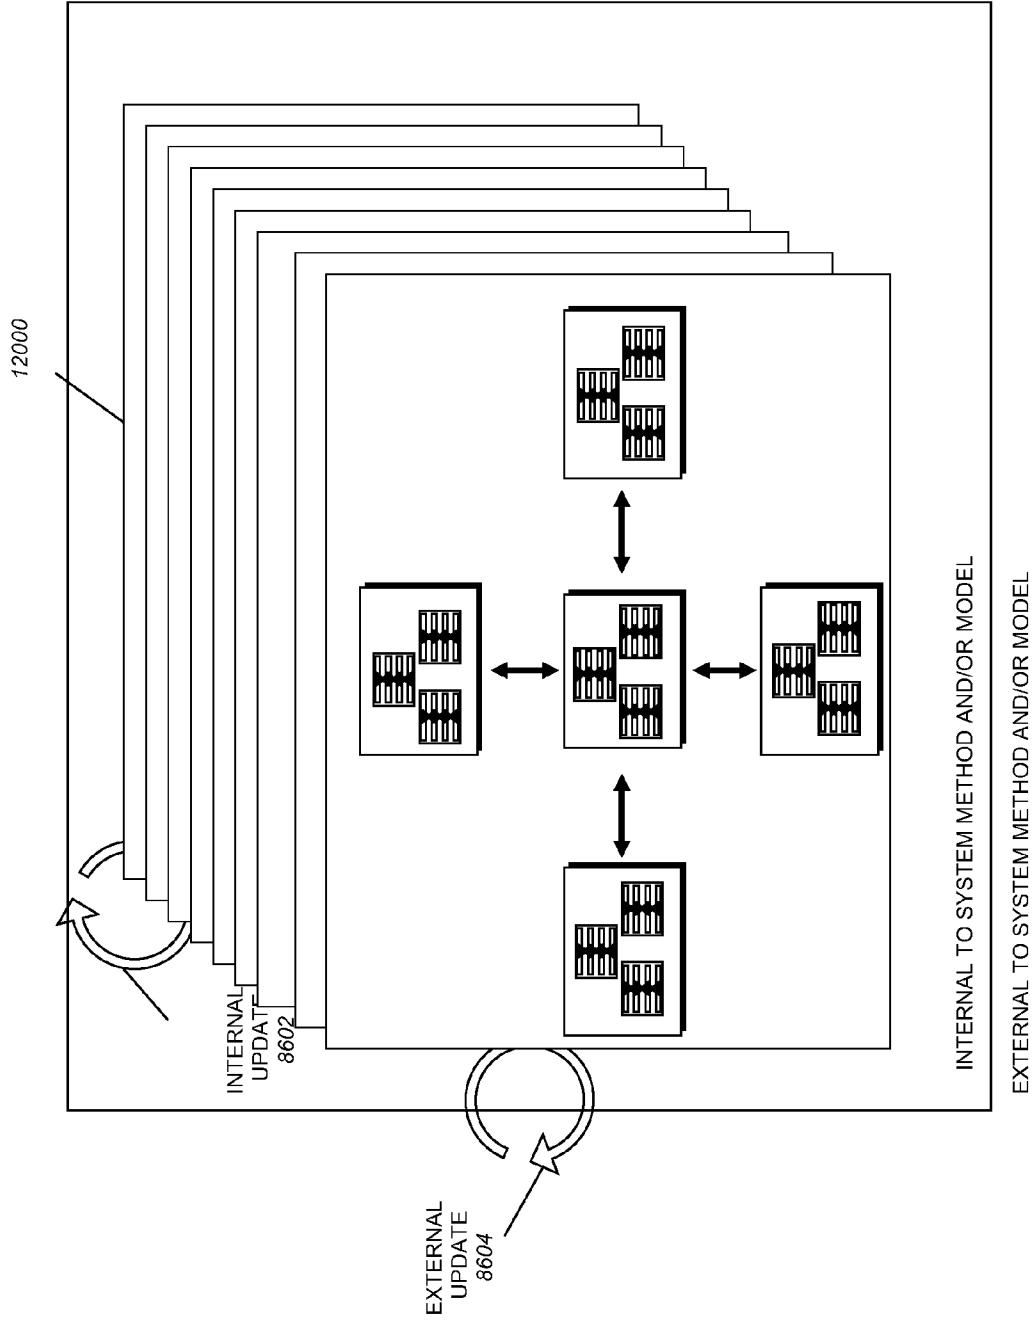 12000
INTERNAL
UPDATE
8602
EXTERNAL
UPDATE
8604
INTERNAL TO SYSTEM METHOD AND/OR MODEL
EXTERNAL TO SYSTEM METHOD AND/OR MODEL